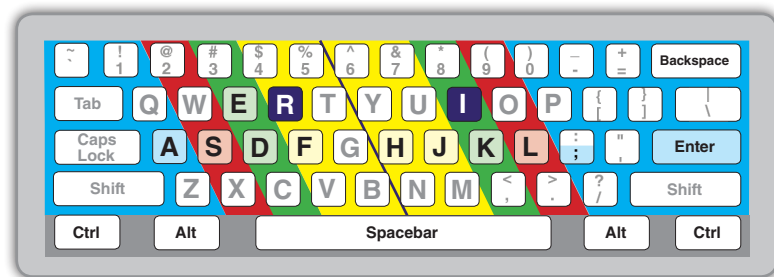 ~ ` ! 1 @ 2 # 3 $ 4 % 5 ^ 6 & 7 * 8 ( 9 ) 0 _ - + = Backspace
Tab Q W E R T Y U I O P { [ } ] | \
Caps Lock A S D F G H J K L : ; " , Enter
Shift Z X C V B N M < , > . ? / Shift
Ctrl Alt Spacebar Alt Ctrl